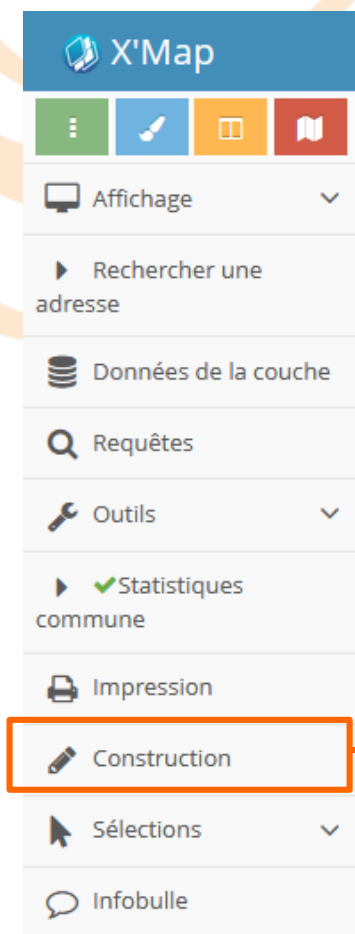 X'Map
Affichage
Rechercher une
adresse
Données de la couche
Requêtes
Outils
Statistiques
commune
Impression
Construction
Sélections
Infobulle